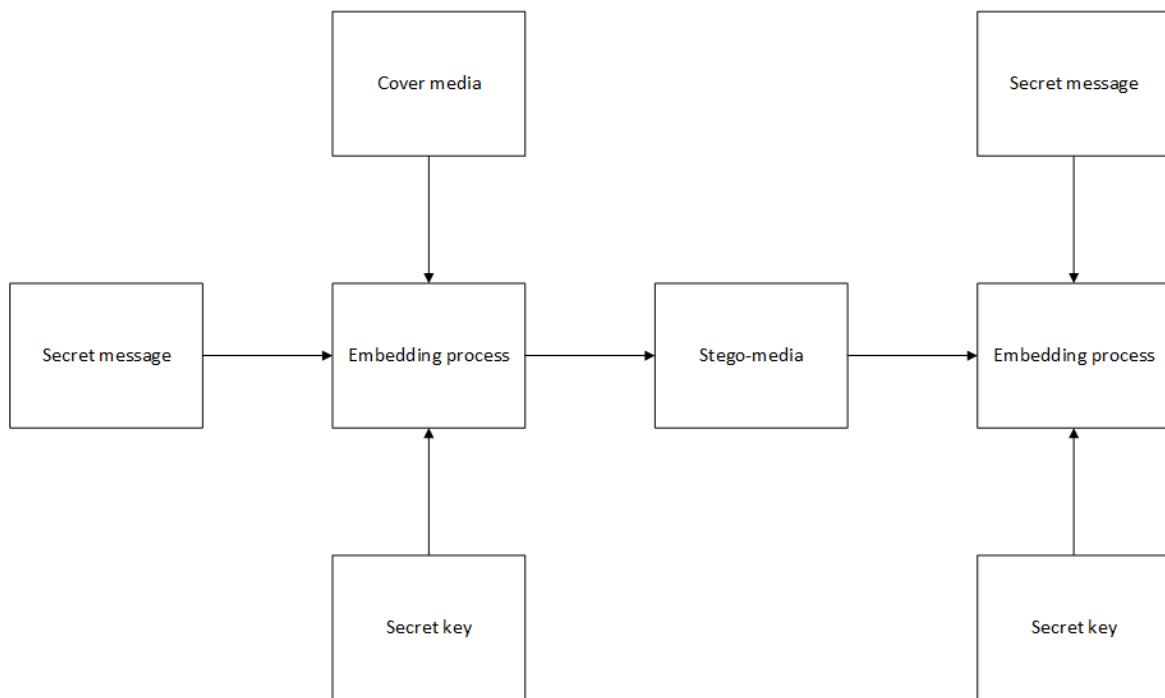 Cover media
Secret message
Secret message
Embedding process
Stego-media
Embedding process
Secret key
Secret key